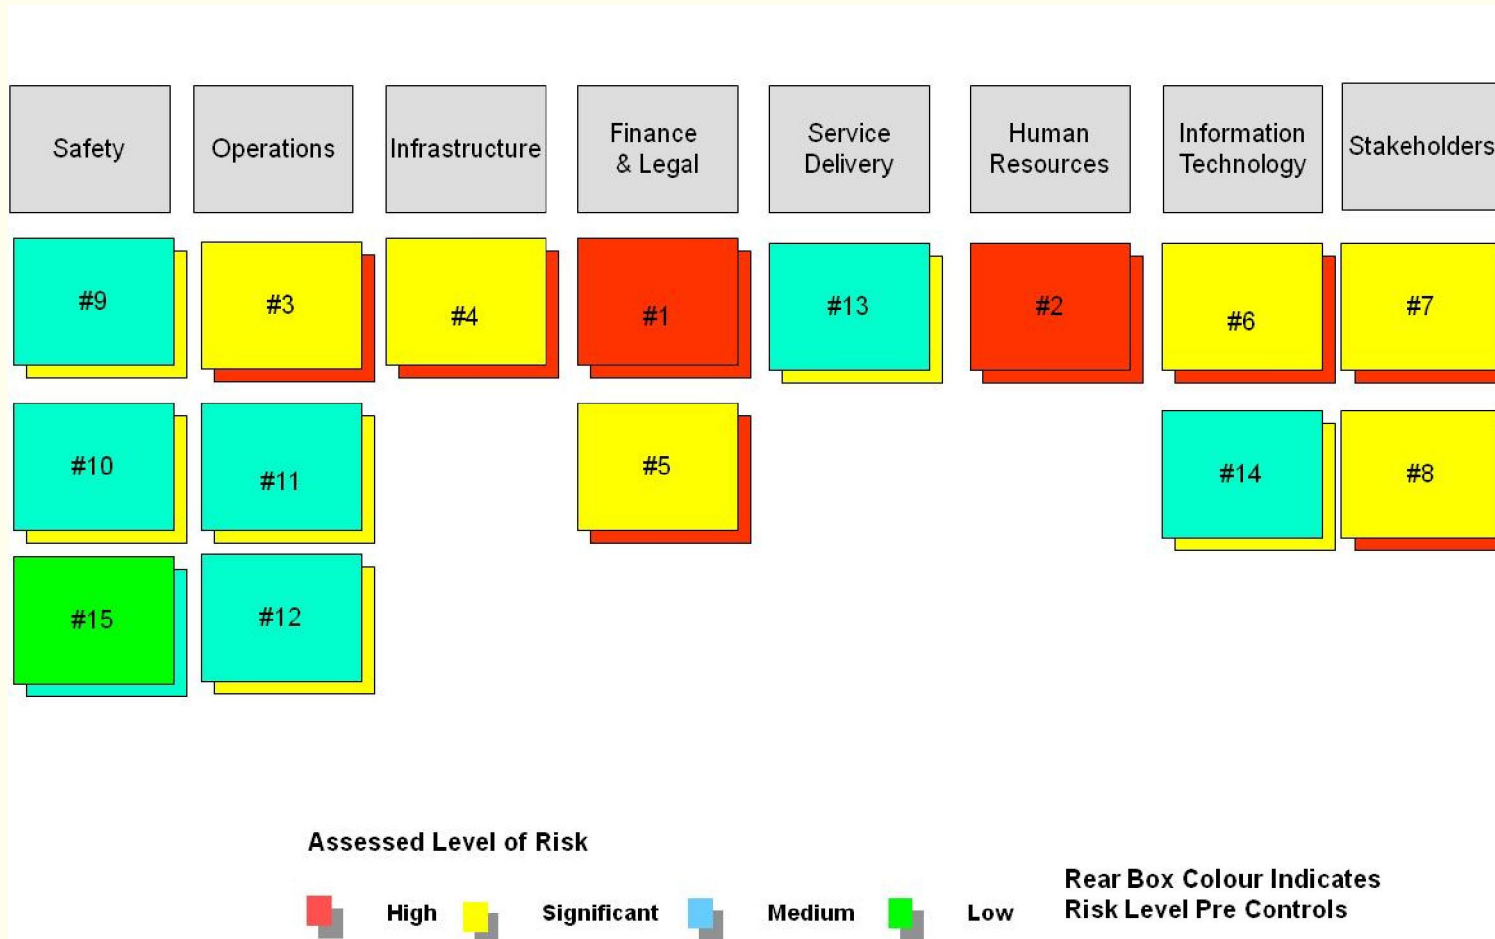 Safety
Operations
Infrastructure
Finance
& Legal
Service
Delivery
Human
Resources
Information
Technology
Stakeholders
#9
#3
#4
#1
#13
#2
#6
#7
#10
#11
#5
#14
#8
#15
#12
Assessed Level of Risk
High
Significant
Medium
Low
Rear Box Colour Indicates
Risk Level Pre Controls